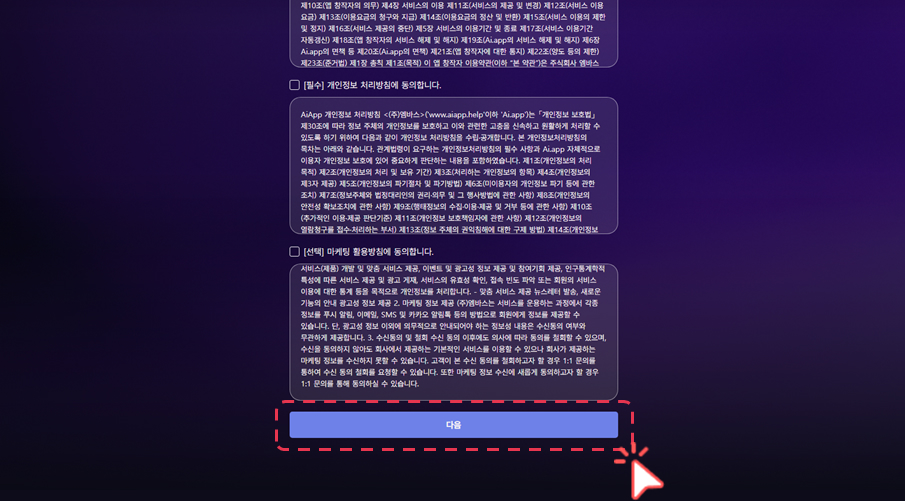 제10조(앱 창작자의 의무) 제4장 서비스의 이용 제11조(서비스의 제공 및 변경) 제12조(서비스 이용
요금) 제13조(이용요금의 청구와 지급) 제14조(이용요금의 정산 및 반환) 제15조(서비스 이용의 제한
및 정지) 제16조(서비스 제공의 중단) 제5장 서비스의 이용기간 및 종료 제17조(서비스 이용기간
자동갱신) 제18조(앱 창작자의 서비스 해제 및 해지) 제19조(Ai.app의 서비스 해제 및 해지) 제6장
Ai.app의 면책 등 제20조(Ai.app의 면책) 제21조(앱 창작자에 대한 통지) 제22조(양도 등의 제한)
제23조(준거법) 제1장 총칙 제1조(목적) 이 앱 창작자 이용약관(이하 “본 약관”)은 주식회사 엠바스
[필수] 개인정보 처리방침에 동의합니다.
AiApp 개인정보 처리방침 <(주)엠바스>('www.aiapp.help'이하 'Ai.app')는 「개인정보 보호법」
제30조에 따라 정보 주체의 개인정보를 보호하고 이와 관련한 고충을 신속하고 원활하게 처리할 수
있도록 하기 위하여 다음과 같이 개인정보 처리방침을 수립·공개합니다. 본 개인정보처리방침의
목차는 아래와 같습니다. 관계법령이 요구하는 개인정보처리방침의 필수 사항과 Ai.app 자체적으로
이용자 개인정보 보호에 있어 중요하게 판단하는 내용을 포함하였습니다. 제1조(개인정보의 처리
목적) 제2조(개인정보의 처리 및 보유 기간) 제3조(처리하는 개인정보의 항목) 제4조(개인정보의
제3자 제공) 제5조(개인정보의 파기절차 및 파기방법) 제6조(미이용자의 개인정보 파기 등에 관한
조치) 제7조(정보주체와 법정대리인의 권리·의무 및 그 행사방법에 관한 사항) 제8조(개인정보의
안전성 확보조치에 관한 사항) 제9조(행태정보의 수집·이용·제공 및 거부 등에 관한 사항) 제10조
(추가적인 이용·제공 판단기준) 제11조(개인정보 보호책임자에 관한 사항) 제12조(개인정보의
열람청구를 접수·처리하는 부서) 제13조(정보 주체의 권익침해에 대한 구제 방법) 제14조(개인정보
[선택] 마케팅 활용방침에 동의합니다.
서비스(제품) 개발 및 맞춤 서비스 제공, 이벤트 및 광고성 정보 제공 및 참여기회 제공, 인구통계학적
특성에 따른 서비스 제공 및 광고 게재, 서비스의 유효성 확인, 접속 빈도 파악 또는 회원의 서비스
이용에 대한 통계 등을 목적으로 개인정보를 처리합니다. - 맞춤 서비스 제공 뉴스레터 발송, 새로운
기능의 안내 광고성 정보 제공 2. 마케팅 정보 제공 (주)엠바스는 서비스를 운용하는 과정에서 각종
정보를 푸시 알림, 이메일, SMS 및 카카오 알림톡 등의 방법으로 회원에게 정보를 제공할 수
있습니다. 단, 광고성 정보 이외에 의무적으로 안내되어야 하는 정보성 내용은 수신동의 여부와
무관하게 제공합니다. 3. 수신동의 및 철회 수신 동의 이후에도 의사에 따라 동의를 철회할 수 있으며,
수신을 동의하지 않아도 회사에서 제공하는 기본적인 서비스를 이용할 수 있으나 회사가 제공하는
마케팅 정보를 수신하지 못할 수 있습니다. 고객이 본 수신 동의를 철회하고자 할 경우 1:1 문의를
통하여 수신 동의 철회를 요청할 수 있습니다. 또한 마케팅 정보 수신에 새롭게 동의하고자 할 경우
1:1 문의를 통해 동의하실 수 있습니다.
다음